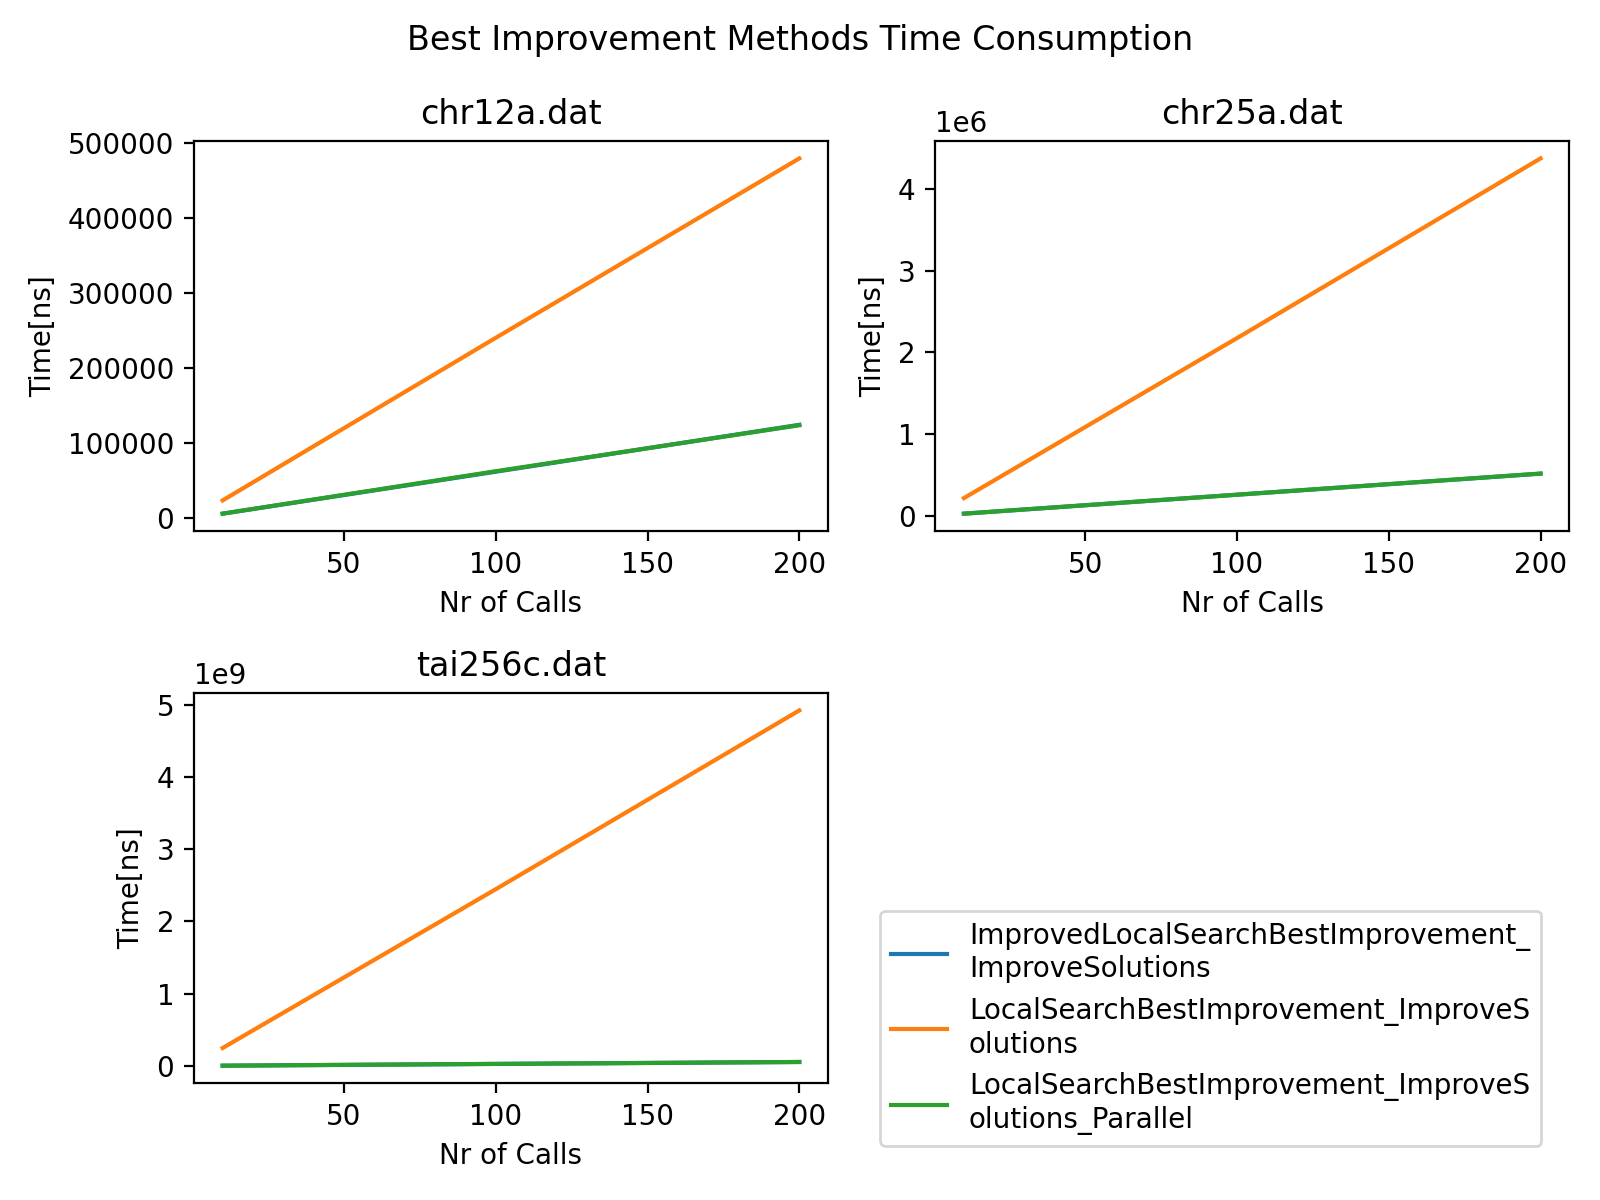 Best Improvement Methods Time Consumption
chr12a.dat
500000
400000
300000
200000
100000
0
Time[ns]
50 100 150 200
Nr of Calls
chr25a.dat
1e6
4
3
2
1
0
Time[ns]
50 100 150 200
Nr of Calls
tai256c.dat
1e9
5
4
3
2
1
0
Time[ns]
50 100 150 200
Nr of Calls
ImprovedLocalSearchBestImprovement_
ImproveSolutions
LocalSearchBestImprovement_ImproveS
olutions
LocalSearchBestImprovement_ImproveS
olutions_Parallel